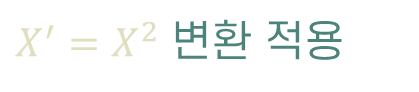 X′ = X² 변환 적용